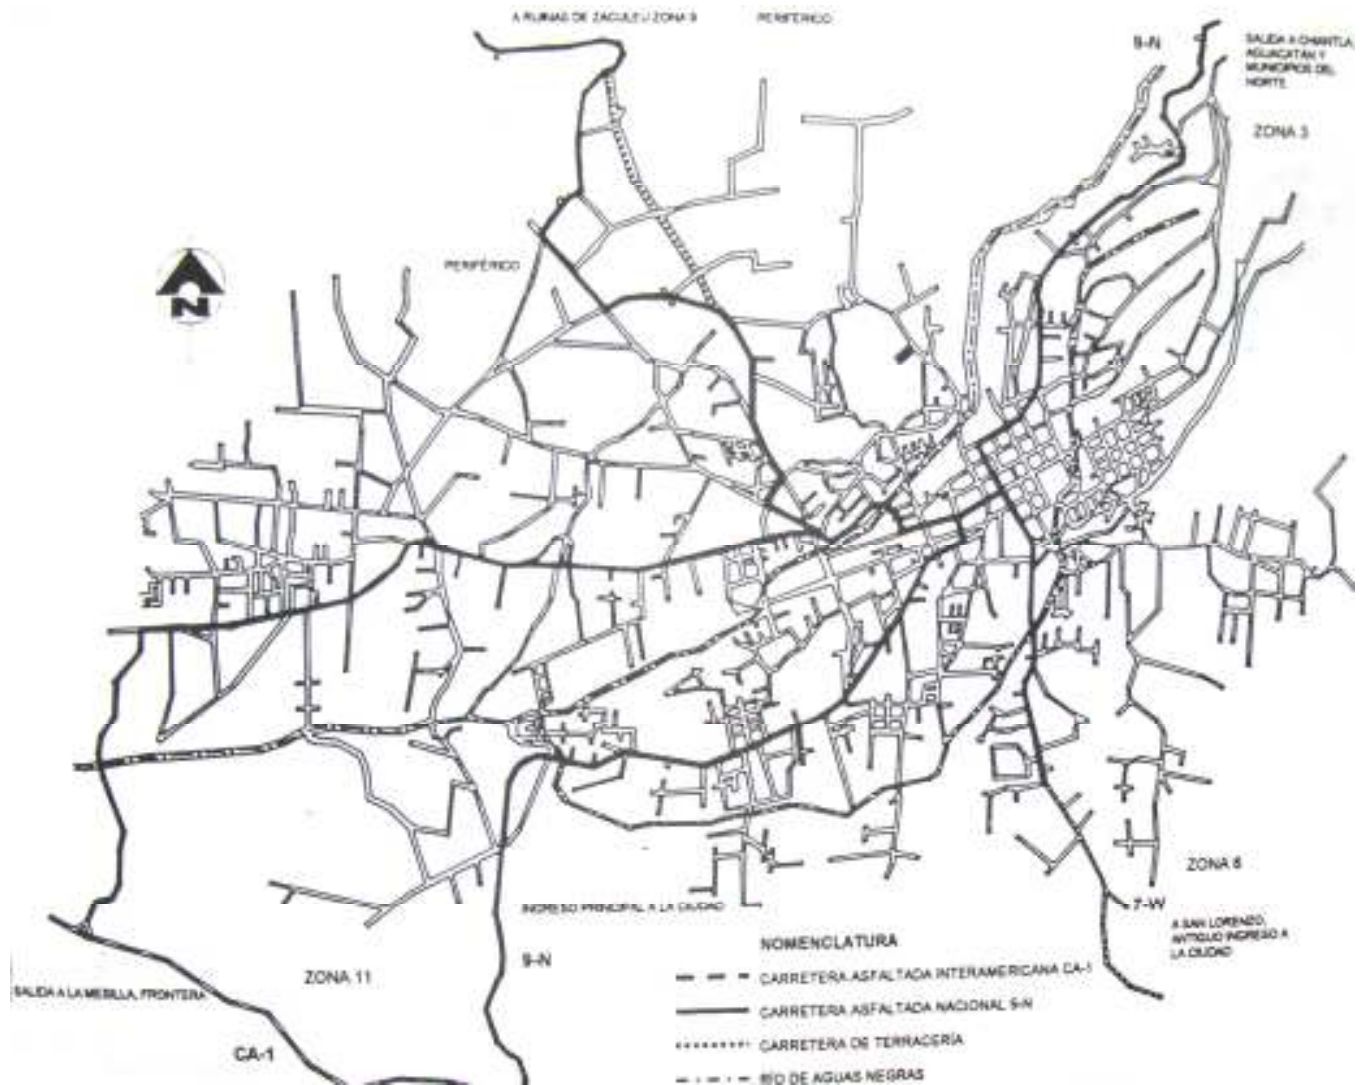 A RUINAS DE ZACULEU ZONA 9
PERIFÉRICO
9-N
SALIDA A CHIANTLA,
AGUACATÁN Y
MUNICIPIOS DEL
NORTE
ZONA 3
PERIFÉRICO
N
ZONA 6
INGRESO PRINCIPAL A LA CIUDAD
7-W
A SAN LORENZO,
ANTIGUO INGRESO A
LA CIUDAD
9-N
ZONA 11
SALIDA A LA MESILLA, FRONTERA
CA-1
NOMENCLATURA
CARRETERA ASFALTADA INTERAMERICANA CA-1
CARRETERA ASFALTADA NACIONAL 9-N
CARRETERA DE TERRACERÍA
RÍO DE AGUAS NEGRAS